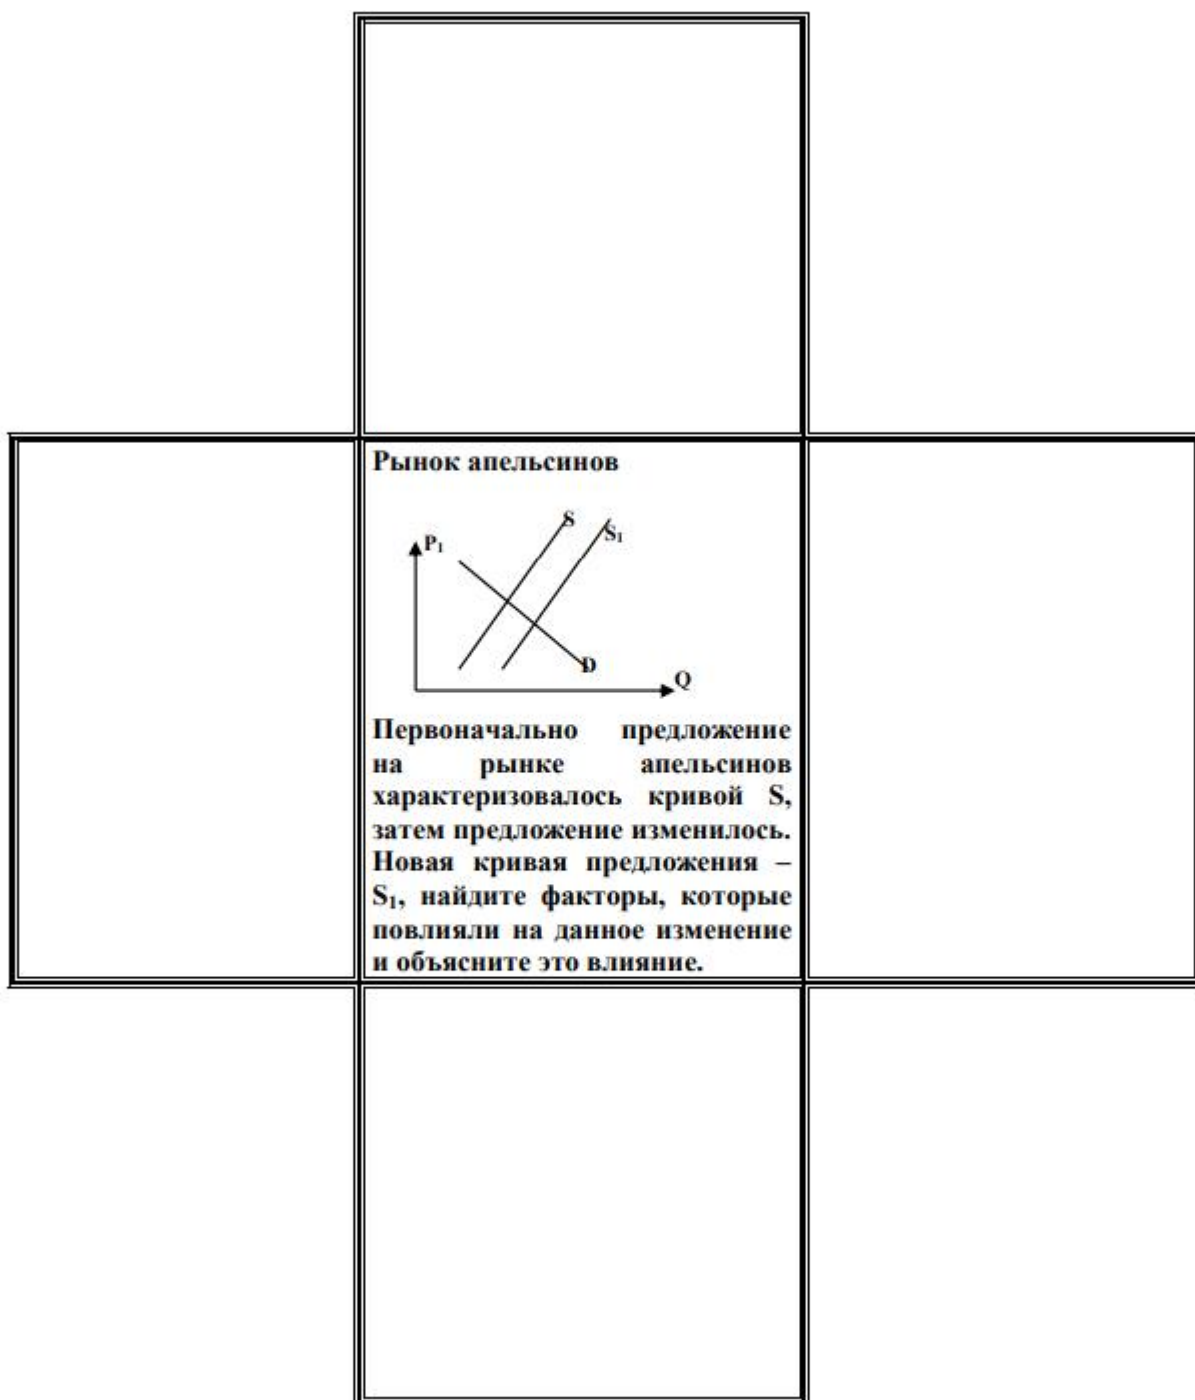 Рынок апельсинов
S
S₁
P₁
D
Q
Первоначально предложение
на рынке апельсинов
характеризовалось кривой S,
затем предложение изменилось.
Новая кривая предложения –
S₁, найдите факторы, которые
повлияли на данное изменение
и объясните это влияние.